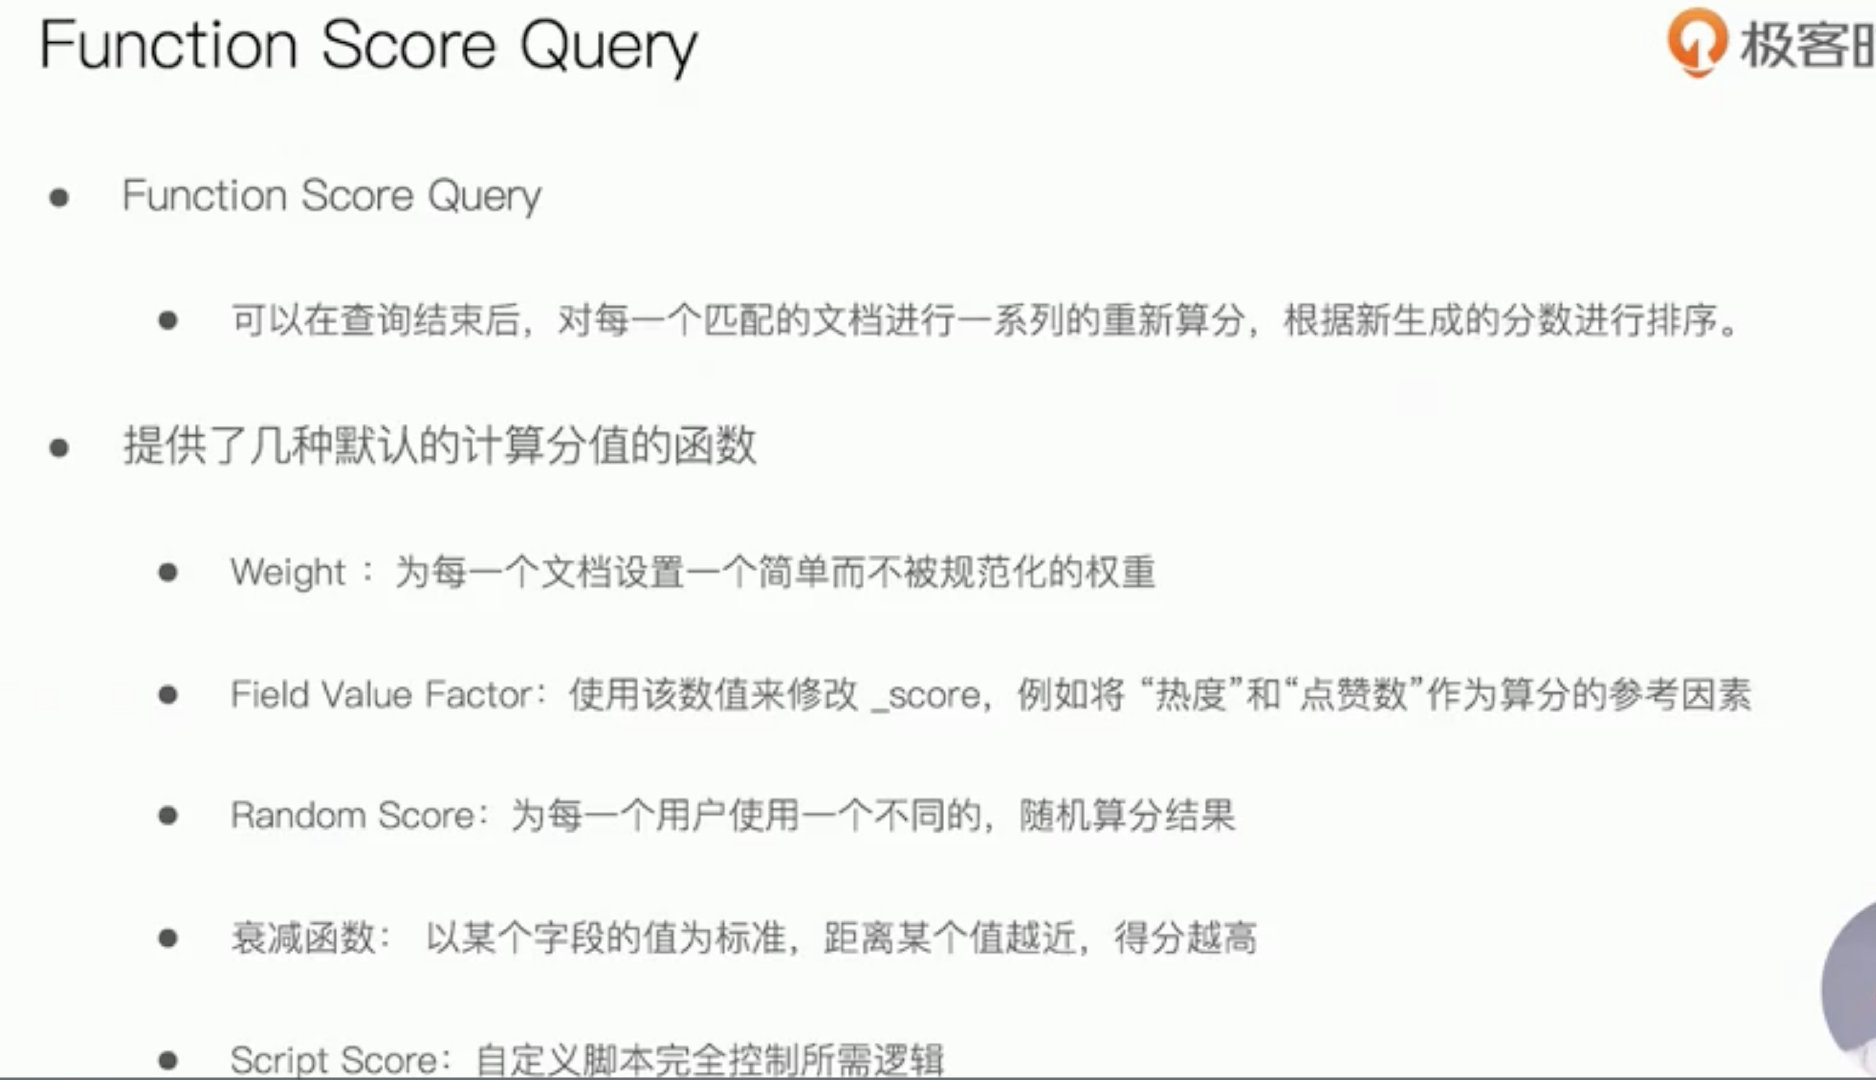 Function Score Query
极客
Function Score Query
可以在查询结束后，对每一个匹配的文档进行一系列的重新算分，根据新生成的分数进行排序。
提供了几种默认的计算分值的函数
Weight ：为每一个文档设置一个简单而不被规范化的权重
Field Value Factor：使用该数值来修改 _score，例如将 “热度”和“点赞数”作为算分的参考因素
Random Score：为每一个用户使用一个不同的，随机算分结果
衰减函数： 以某个字段的值为标准，距离某个值越近，得分越高
Script Score：自定义脚本完全控制所需逻辑